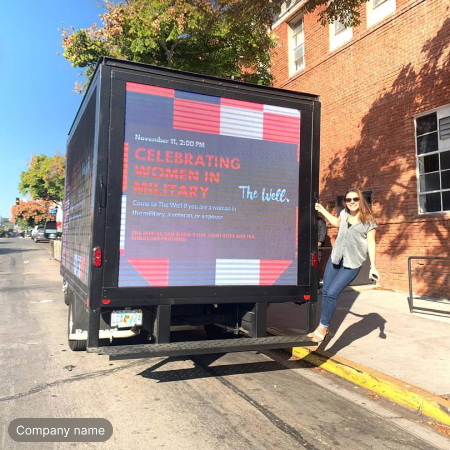 November 11, 2:00 PM
CELEBRATING
WOMEN IN
MILITARY
The Well.
Come to The Well if you are a woman in
the military, a veteran, or a spouse
Company name